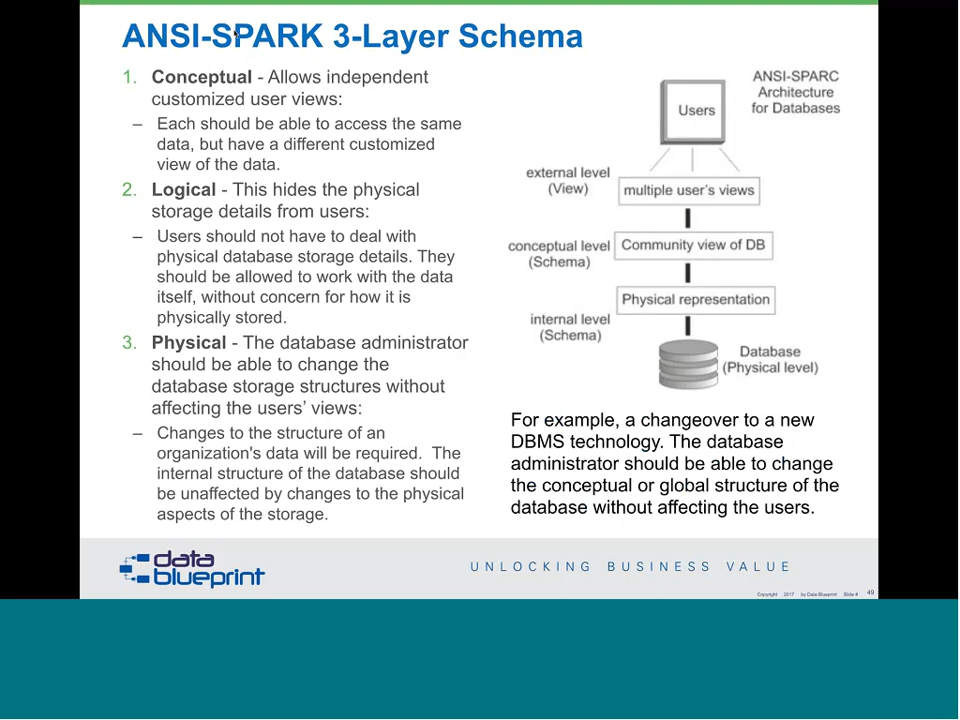 ANSI-SPARK 3-Layer Schema
1. Conceptual - Allows independent
customized user views:
– Each should be able to access the same
data, but have a different customized
view of the data.
2. Logical - This hides the physical
storage details from users:
– Users should not have to deal with
physical database storage details. They
should be allowed to work with the data
itself, without concern for how it is
physically stored.
3. Physical - The database administrator
should be able to change the
database storage structures without
affecting the users' views:
– Changes to the structure of an
organization's data will be required. The
internal structure of the database should
be unaffected by changes to the physical
aspects of the storage.
ANSI-SPARC
Architecture
for Databases
Users
external level
(View)
multiple user's views
conceptual level
(Schema)
Community view of DB
Physical representation
internal level
(Schema)
Database
(Physical level)
For example, a changeover to a new
DBMS technology. The database
administrator should be able to change
the conceptual or global structure of the
database without affecting the users.
data
blueprint
UNLOCKING BUSINESS VALUE
Copyright 2017 by Data Blueprint Slide # 49